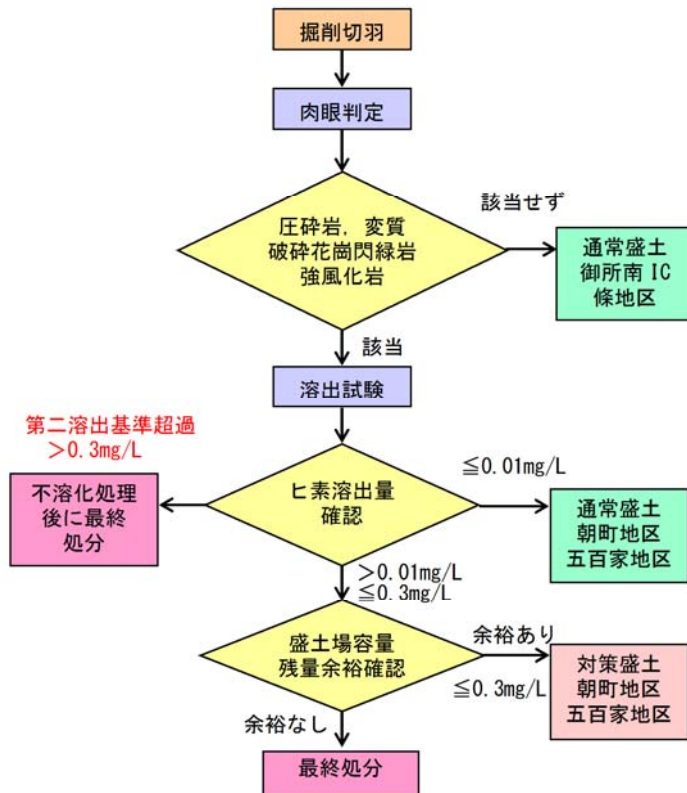 掘削切羽
肉眼判定
圧砕岩，変質
破砕花崗閃緑岩
強風化岩
該当せず
通常盛土
御所南IC
條地区
該当
溶出試験
第二溶出基準超過
＞0.3mg/L
不溶化処理
後に最終
処分
ヒ素溶出量
確認
≦0.01mg/L
通常盛土
朝町地区
五百家地区
＞0.01mg/L
≦0.3mg/L
盛土場容量
残量余裕確認
余裕あり
≦0.3mg/L
対策盛土
朝町地区
五百家地区
余裕なし
最終処分